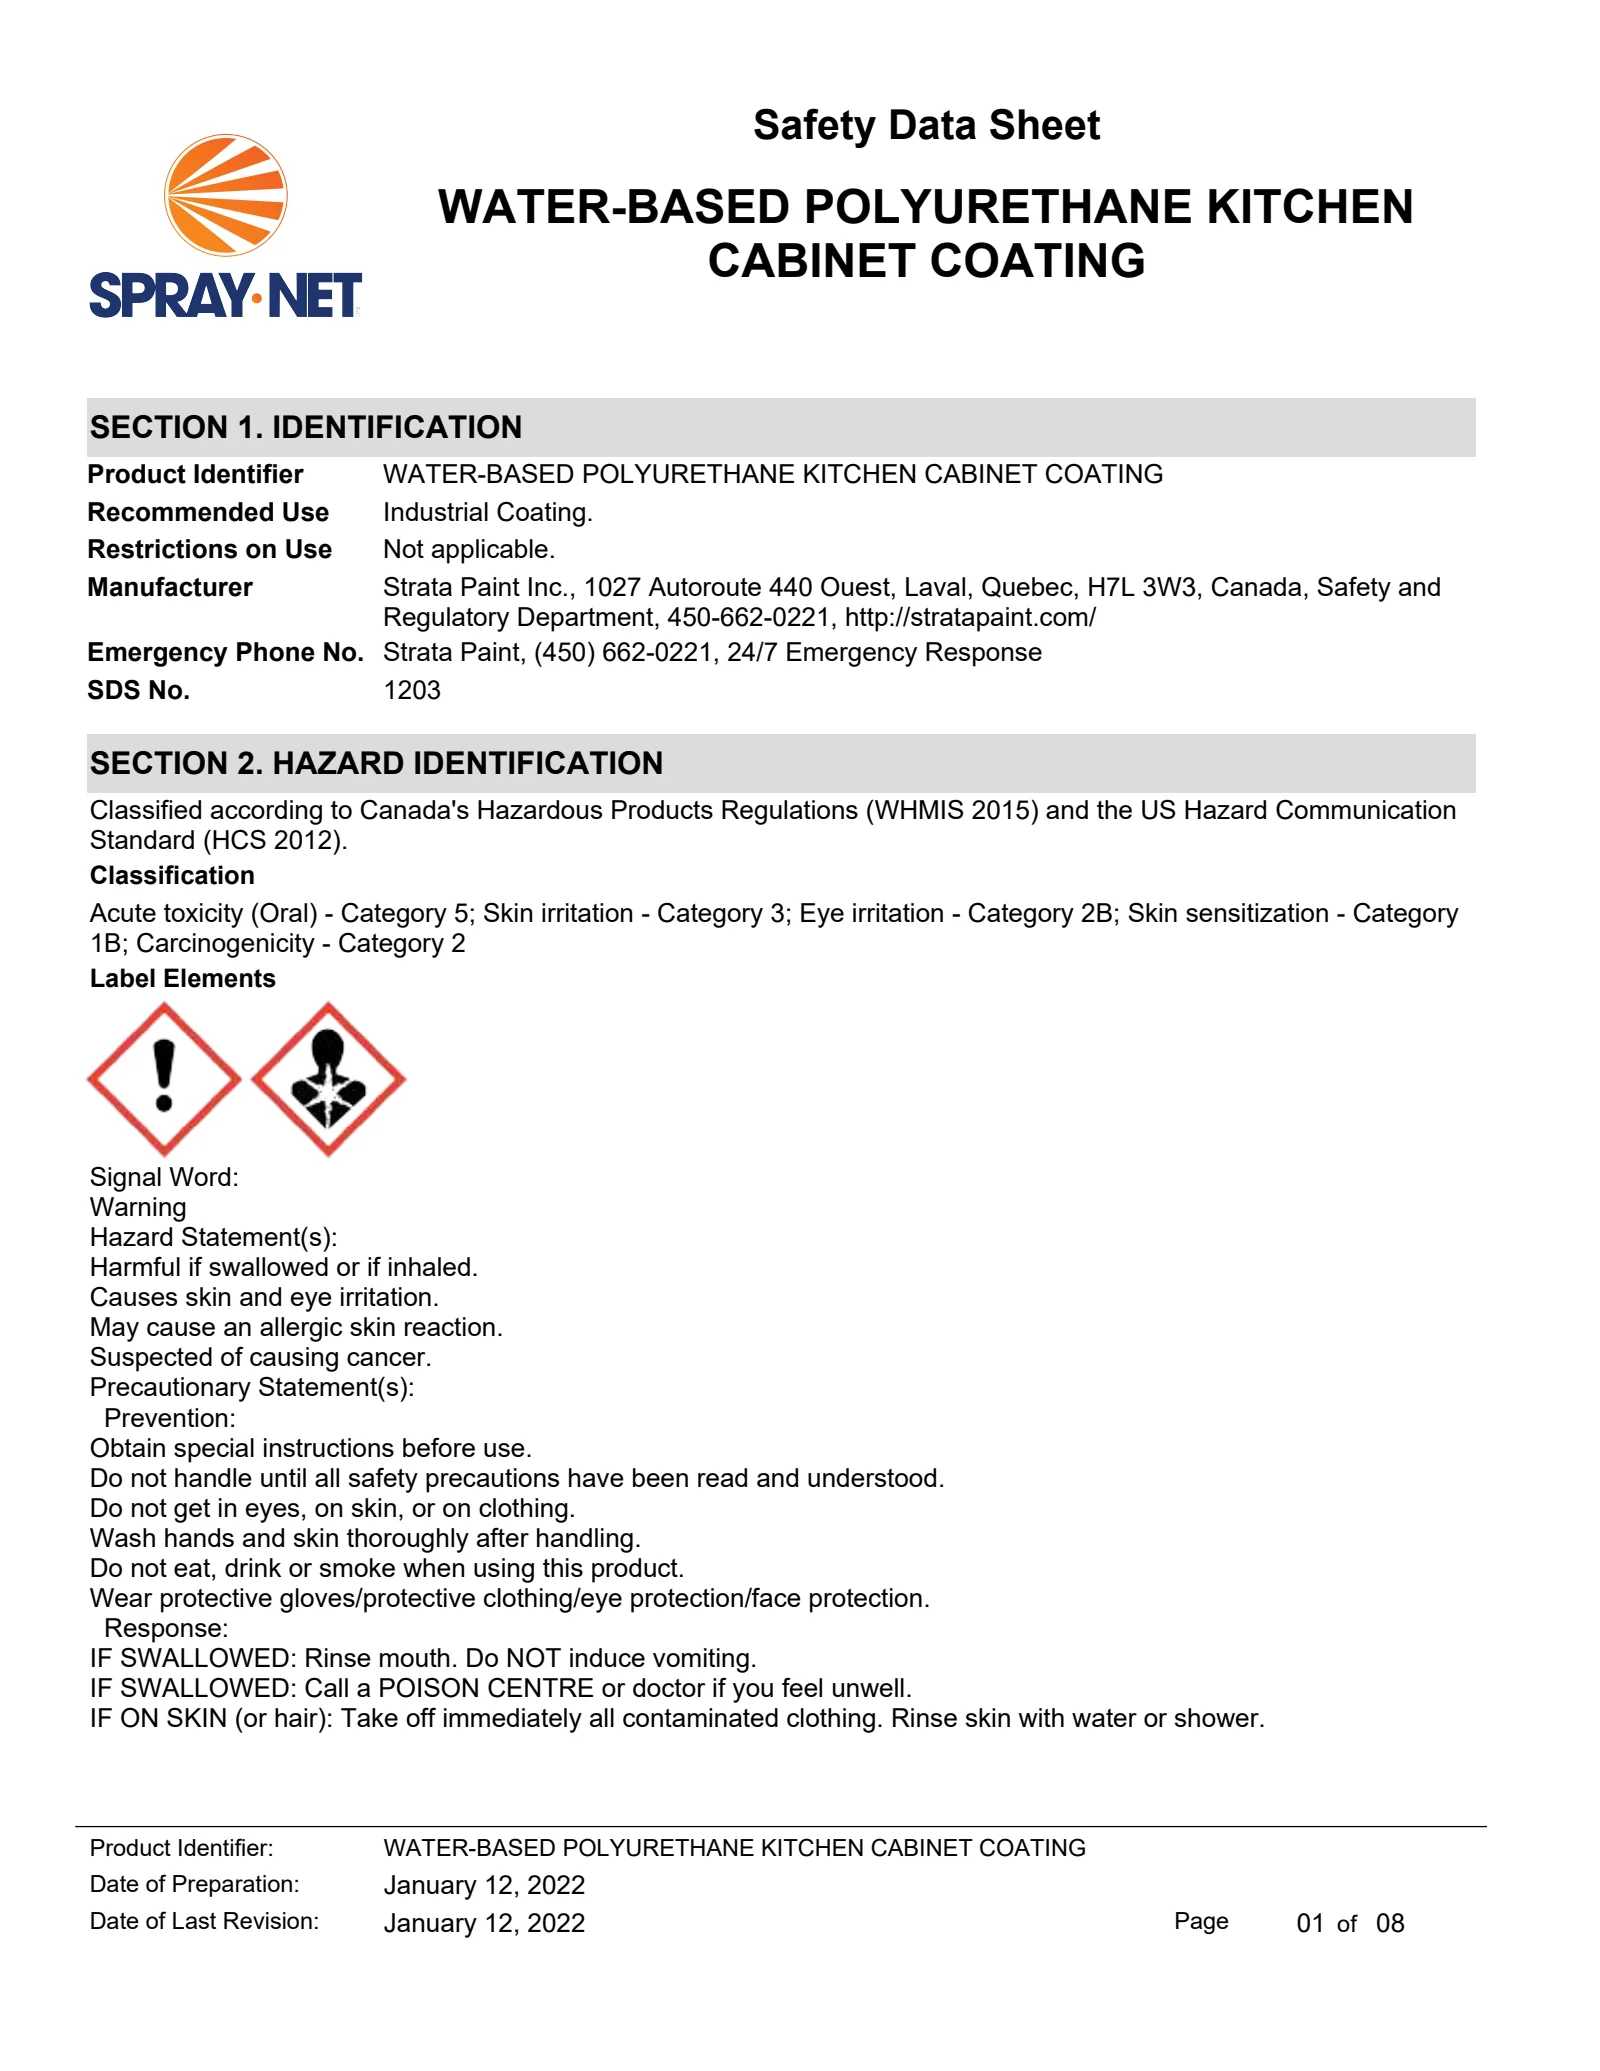 Safety Data Sheet
WATER-BASED POLYURETHANE KITCHEN
CABINET COATING
SPRAY·NET
SECTION 1. IDENTIFICATION
Product Identifier WATER-BASED POLYURETHANE KITCHEN CABINET COATING
Recommended Use Industrial Coating.
Restrictions on Use Not applicable.
Manufacturer Strata Paint Inc., 1027 Autoroute 440 Ouest, Laval, Quebec, H7L 3W3, Canada, Safety and
Regulatory Department, 450-662-0221, http://stratapaint.com/
Emergency Phone No. Strata Paint, (450) 662-0221, 24/7 Emergency Response
SDS No. 1203
SECTION 2. HAZARD IDENTIFICATION
Classified according to Canada's Hazardous Products Regulations (WHMIS 2015) and the US Hazard Communication
Standard (HCS 2012).
Classification
Acute toxicity (Oral) - Category 5; Skin irritation - Category 3; Eye irritation - Category 2B; Skin sensitization - Category
1B; Carcinogenicity - Category 2
Label Elements
Signal Word:
Warning
Hazard Statement(s):
Harmful if swallowed or if inhaled.
Causes skin and eye irritation.
May cause an allergic skin reaction.
Suspected of causing cancer.
Precautionary Statement(s):
Prevention:
Obtain special instructions before use.
Do not handle until all safety precautions have been read and understood.
Do not get in eyes, on skin, or on clothing.
Wash hands and skin thoroughly after handling.
Do not eat, drink or smoke when using this product.
Wear protective gloves/protective clothing/eye protection/face protection.
Response:
IF SWALLOWED: Rinse mouth. Do NOT induce vomiting.
IF SWALLOWED: Call a POISON CENTRE or doctor if you feel unwell.
IF ON SKIN (or hair): Take off immediately all contaminated clothing. Rinse skin with water or shower.
Product Identifier: WATER-BASED POLYURETHANE KITCHEN CABINET COATING
Date of Preparation: January 12, 2022
Date of Last Revision: January 12, 2022 Page 01 of 08